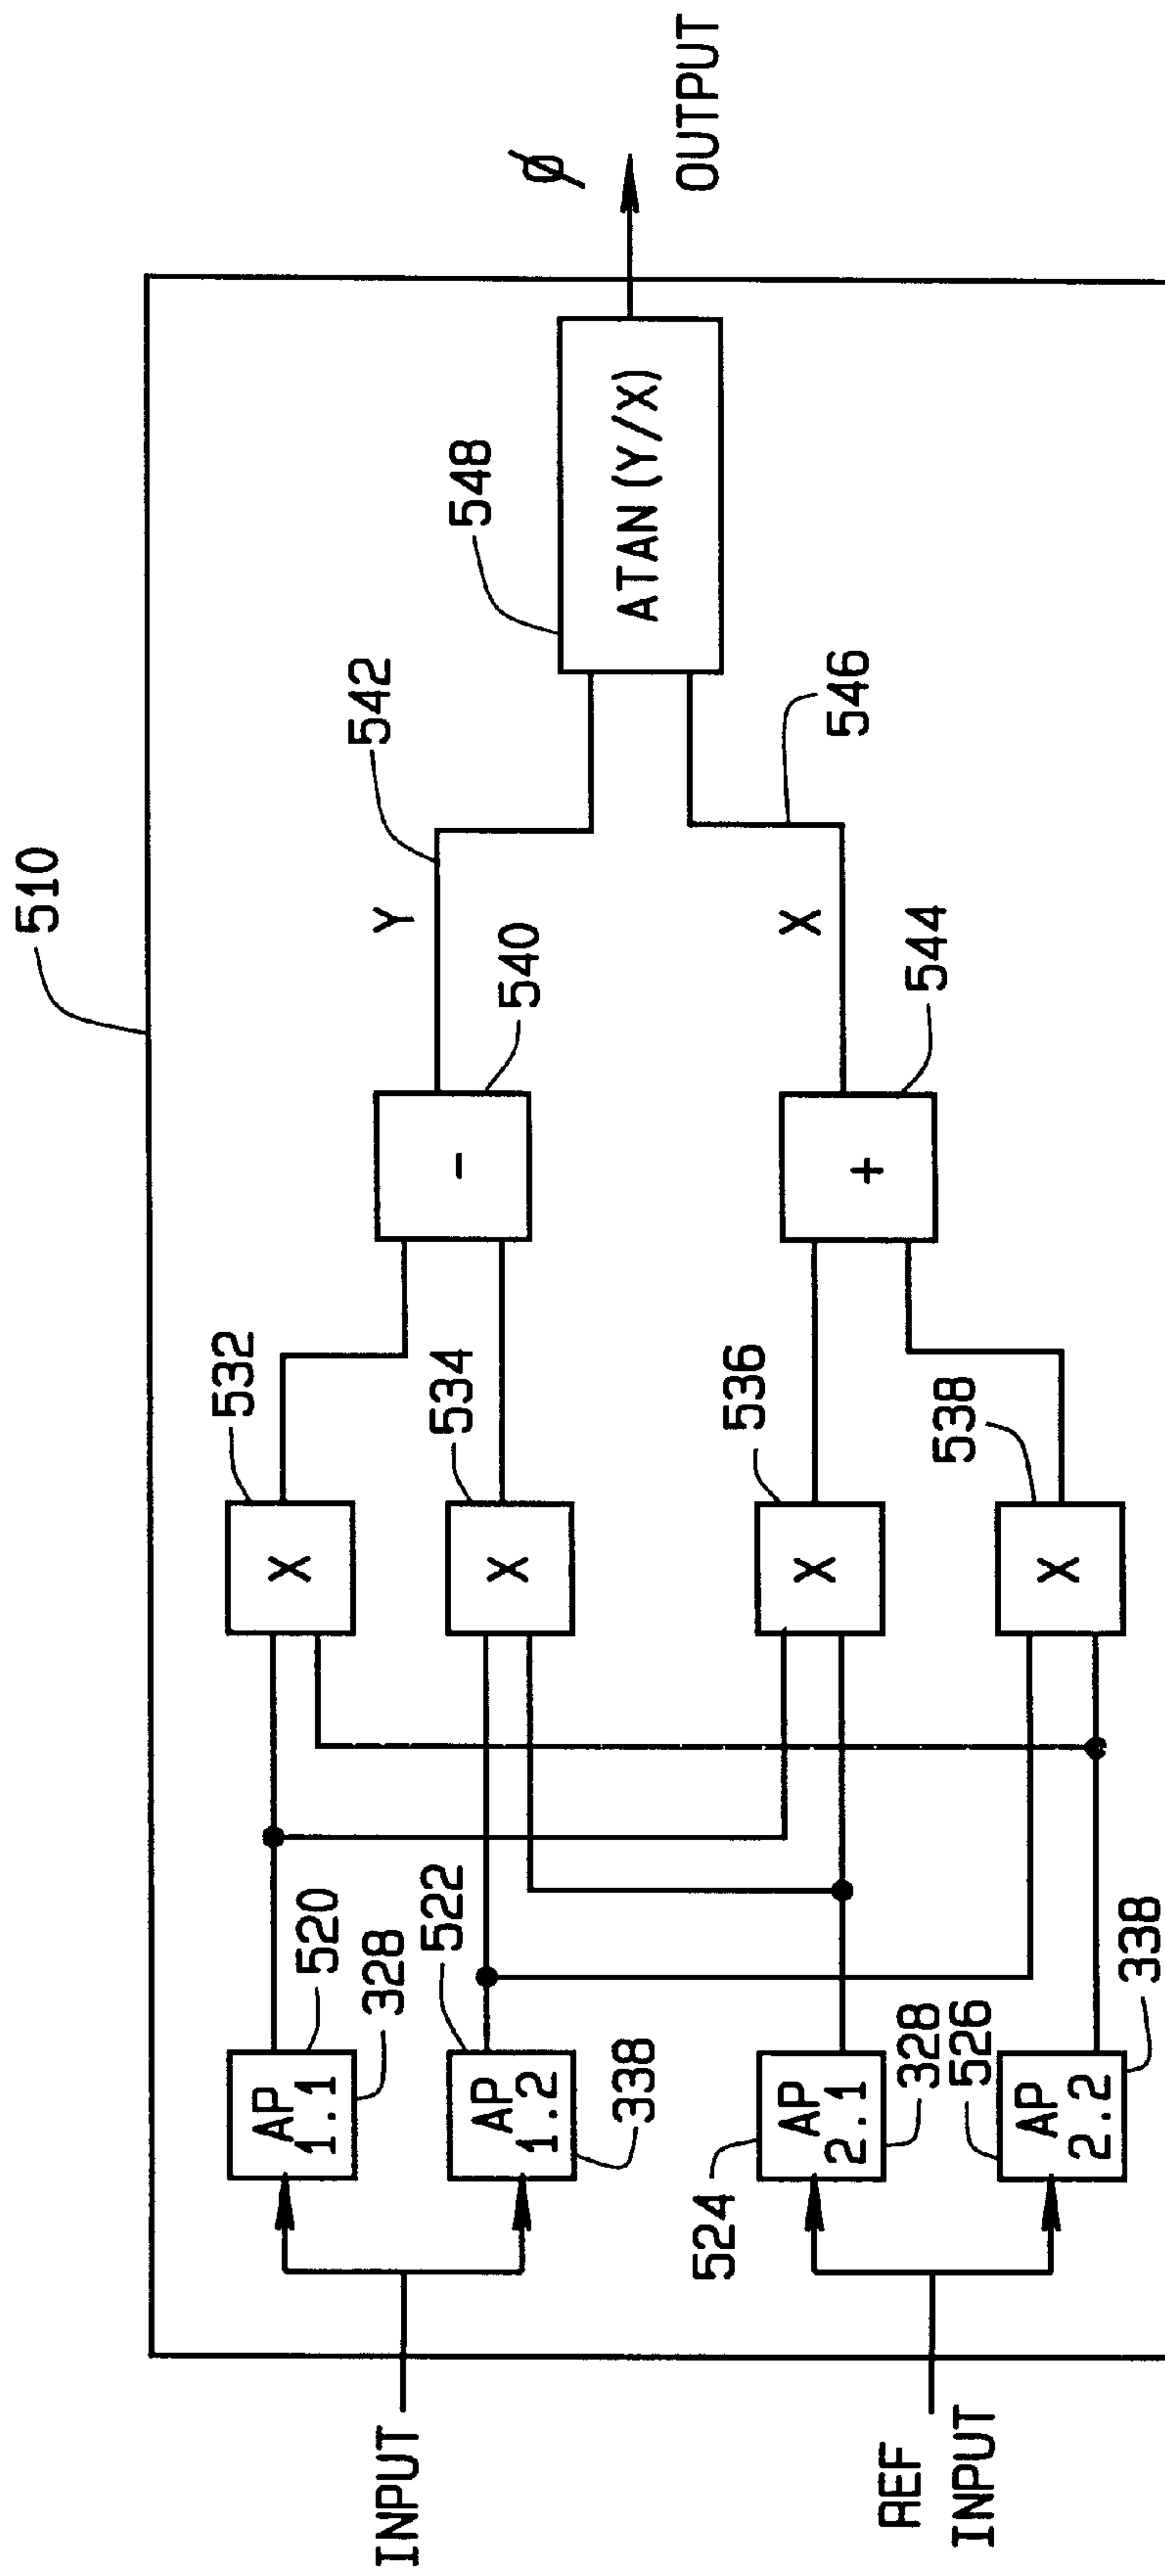 510
INPUT
REF
INPUT
AP
1.1
520
328
AP
1.2
522
338
AP
2.1
524
328
AP
2.2
526
338
X
532
X
534
X
536
X
538
-
540
+
544
Y
542
X
546
ATAN(Y/X)
548
Ø
OUTPUT